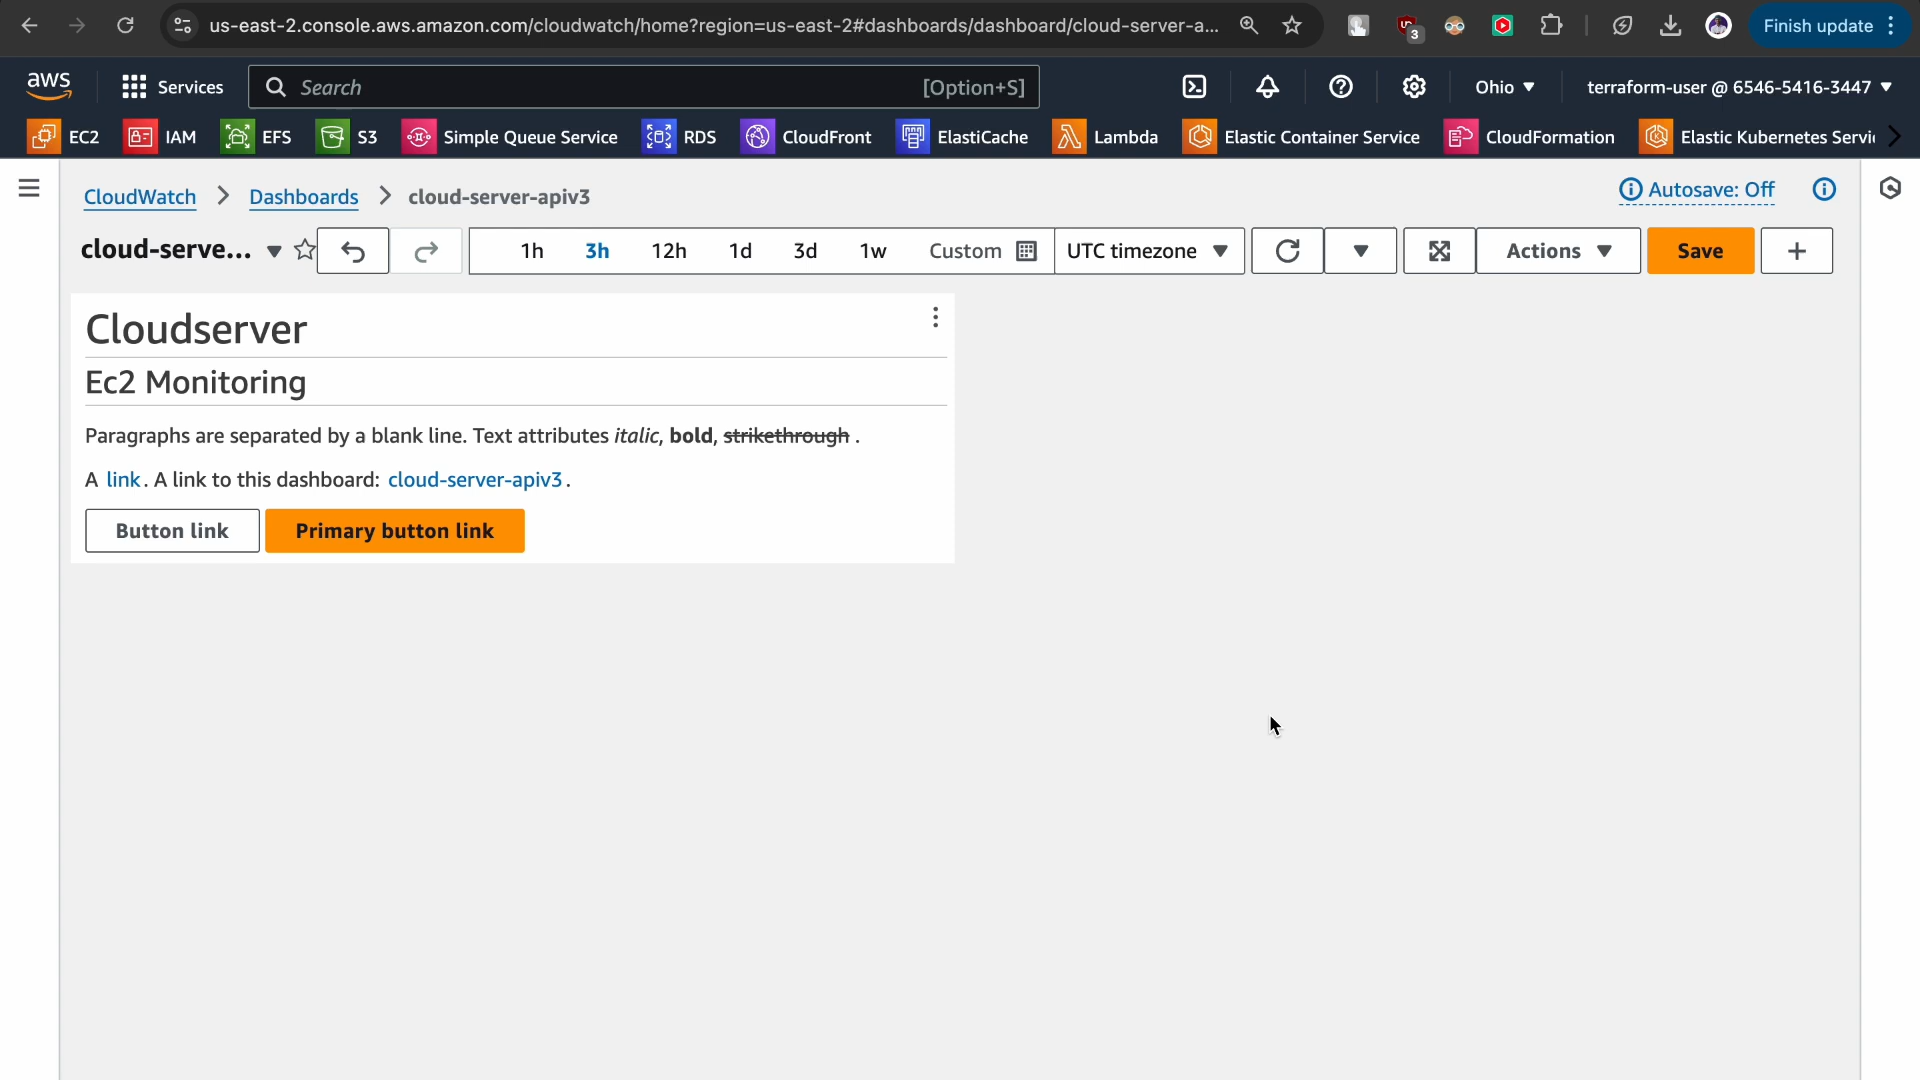 us-east-2.console.aws.amazon.com/cloudwatch/home?region=us-east-2#dashboards/dashboard/cloud-server-a...
3
Finish update
aws
Services
Search
[Option+S]
Ohio
terraform-user @ 6546-5416-3447
EC2
IAM
EFS
S3
Simple Queue Service
RDS
CloudFront
ElastiCache
Lambda
Elastic Container Service
CloudFormation
Elastic Kubernetes Servi
CloudWatch
Dashboards
cloud-server-apiv3
Autosave: Off
cloud-serve...
1h
3h
12h
1d
3d
1w
Custom
UTC timezone
Actions
Save
Cloudserver
Ec2 Monitoring
Paragraphs are separated by a blank line. Text attributes italic, bold, strikethrough .
A link. A link to this dashboard: cloud-server-apiv3.
Button link
Primary button link